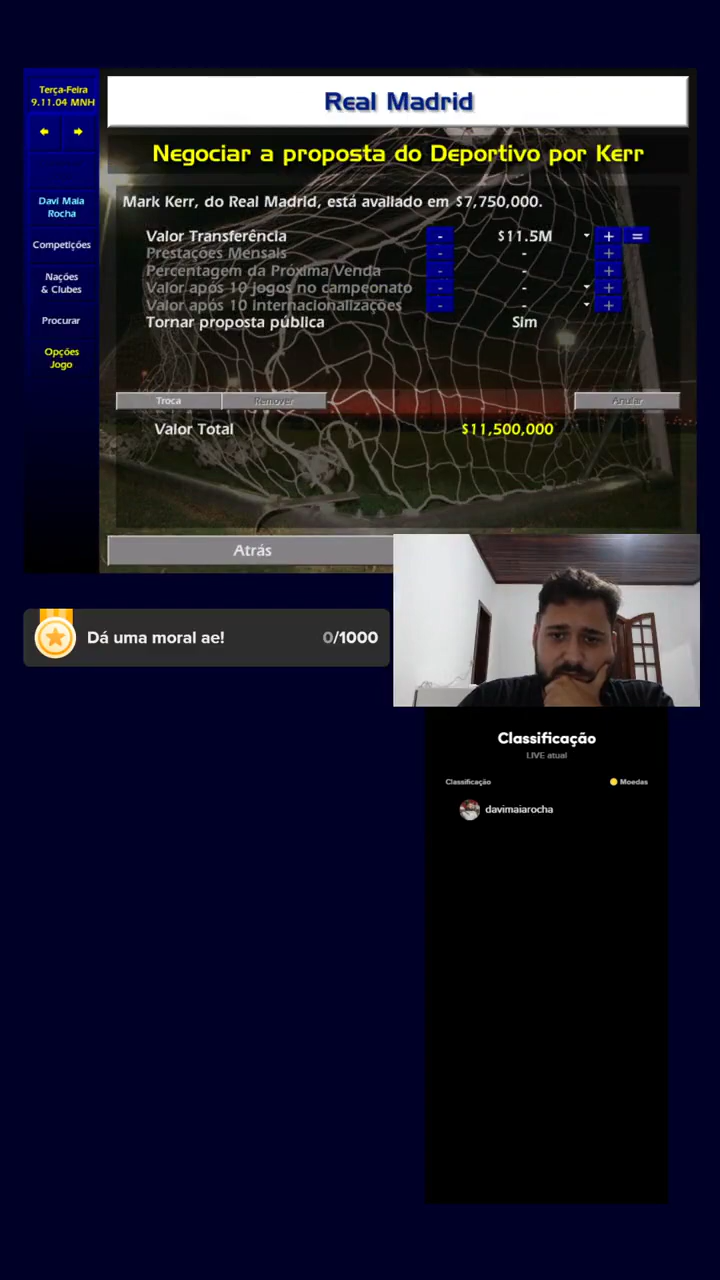 Terça-Feira
9.11.04 MNH
Davi Maia
Rocha
Competições
Nações
& Clubes
Procurar
Opções
Jogo
Real Madrid
Negociar a proposta do Deportivo por Kerr
Mark Kerr, do Real Madrid, está avaliado em $7,750,000.
Valor Transferência - $11.5M + =
Prestações Mensais - - +
Percentagem da Próxima Venda - - +
Valor após 10 jogos no campeonato - - +
Valor após 10 internacionalizações - - +
Tornar proposta pública Sim
Troca Remover Anular
Valor Total $11,500,000
Atrás
Dá uma moral ae! 0/1000
Classificação
LIVE atual
Classificação Moedas
davimaiarocha